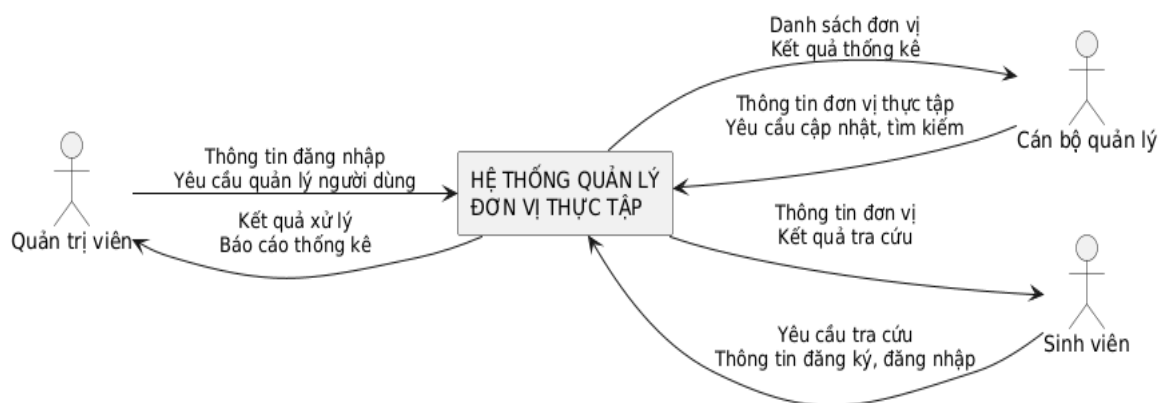 Danh sách đơn vị
Kết quả thống kê
Thông tin đơn vị thực tập
Yêu cầu cập nhật, tìm kiếm
Cán bộ quản lý
Thông tin đăng nhập
Yêu cầu quản lý người dùng
HỆ THỐNG QUẢN LÝ
ĐƠN VỊ THỰC TẬP
Quản trị viên
Kết quả xử lý
Báo cáo thống kê
Thông tin đơn vị
Kết quả tra cứu
Yêu cầu tra cứu
Thông tin đăng ký, đăng nhập
Sinh viên